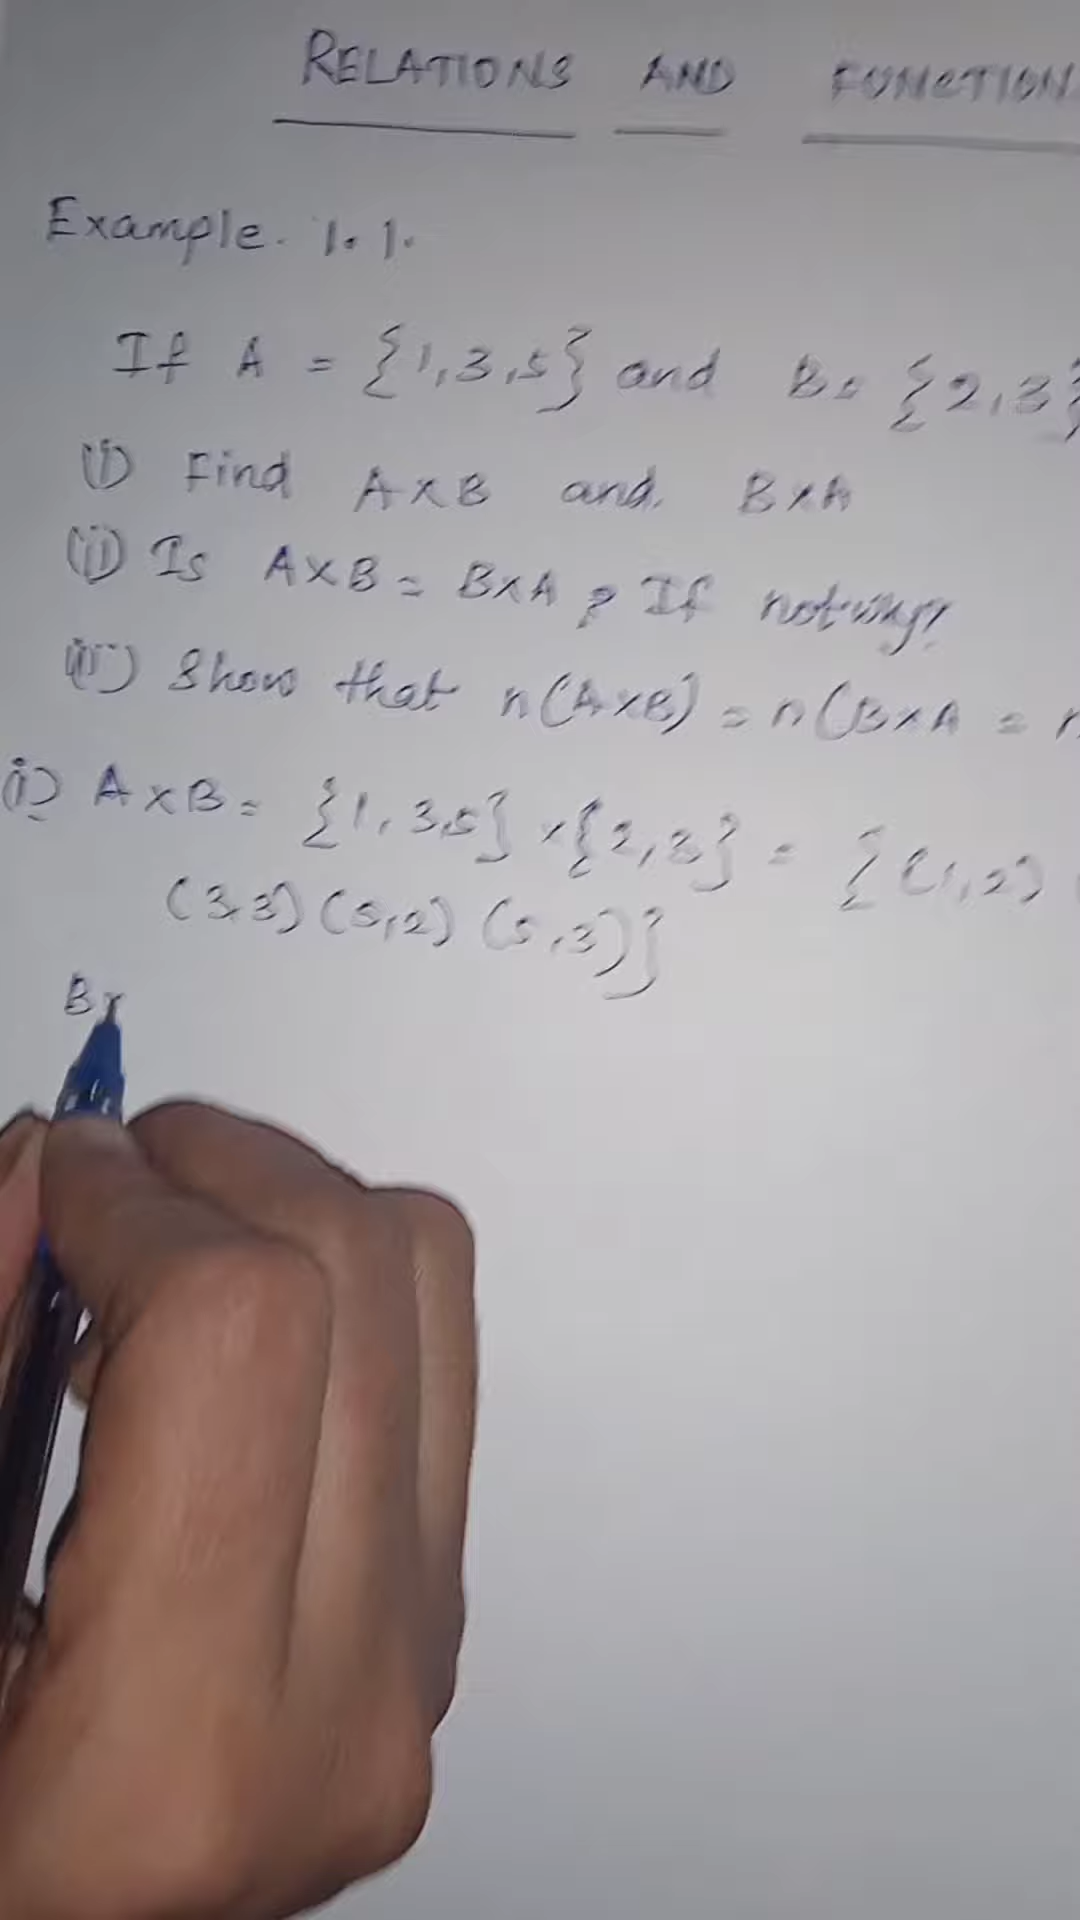 RELATIONS AND FUNCTION
Example. 1.1.
If A = {1,3,5} and B = {2,3}
(i) Find A×B and. B×A
(ii) Is A×B = B×A ? If not why?
(iii) Show that n(A×B) = n(B×A = n
(i) A×B = {1,3,5} × {2,3} = {(1,2)
(3,3) (5,2) (5,3)}
B×